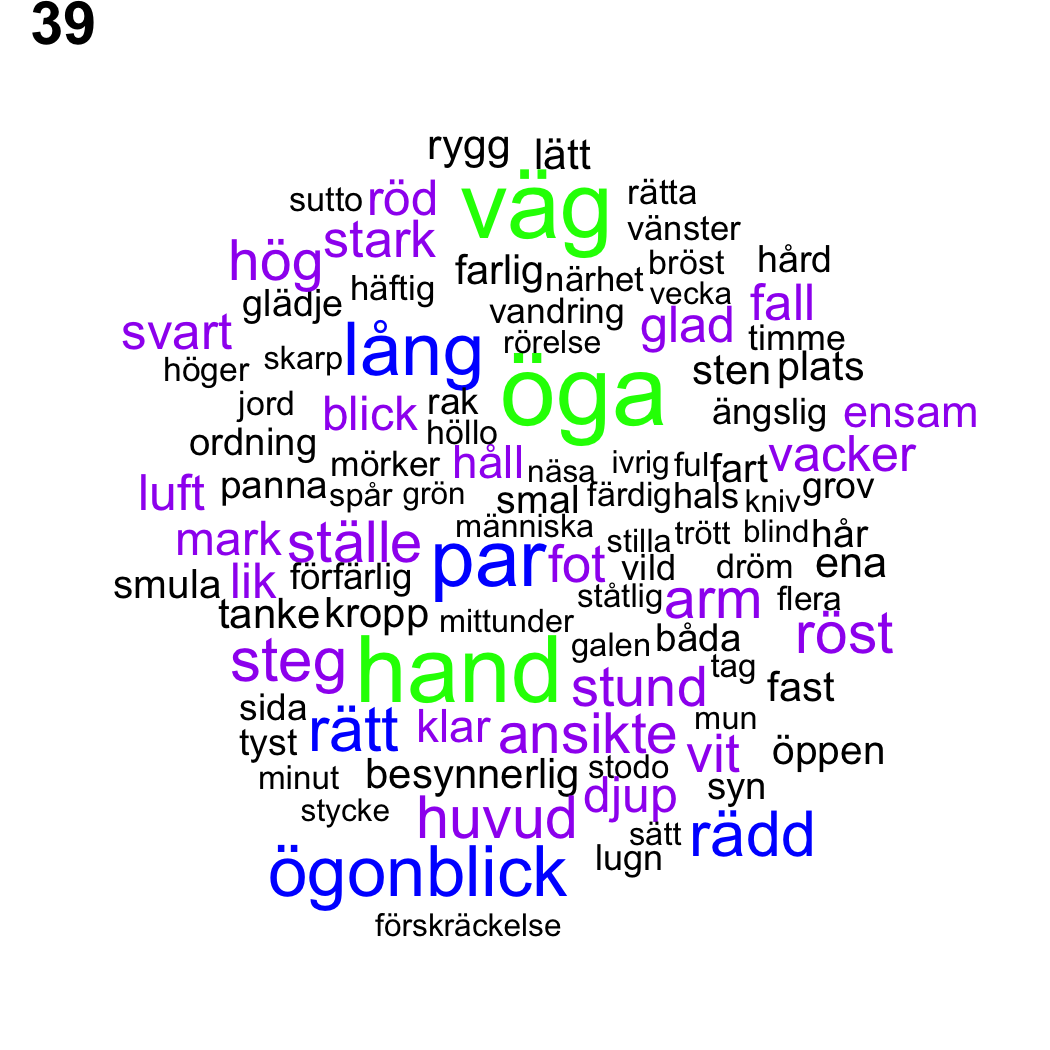 39
rygg lätt
sutto röd väg rätta
stark vänster
hög farlig närhet bröst hård
glädje häftig vandring vecka fall
svart lång rörelse glad timme
höger skarp öga sten plats
jord blick rak ängslig ensam
ordning höllo
mörker håll näsa ivrig ful fart vacker
luft panna spår grön smal färdig hals kniv grov
mark ställe människa stilla trött blind hår
smula lik förfärlig par fot vild dröm ena
tanke kropp mittunder ståtlig arm flera
steg hand galen båda röst
stund tag fast
sida rätt klar ansikte mun
tyst vit öppen
minut besynnerlig stodo syn
stycke huvud djup
sätt rädd
ögonblick lugn
förskräckelse